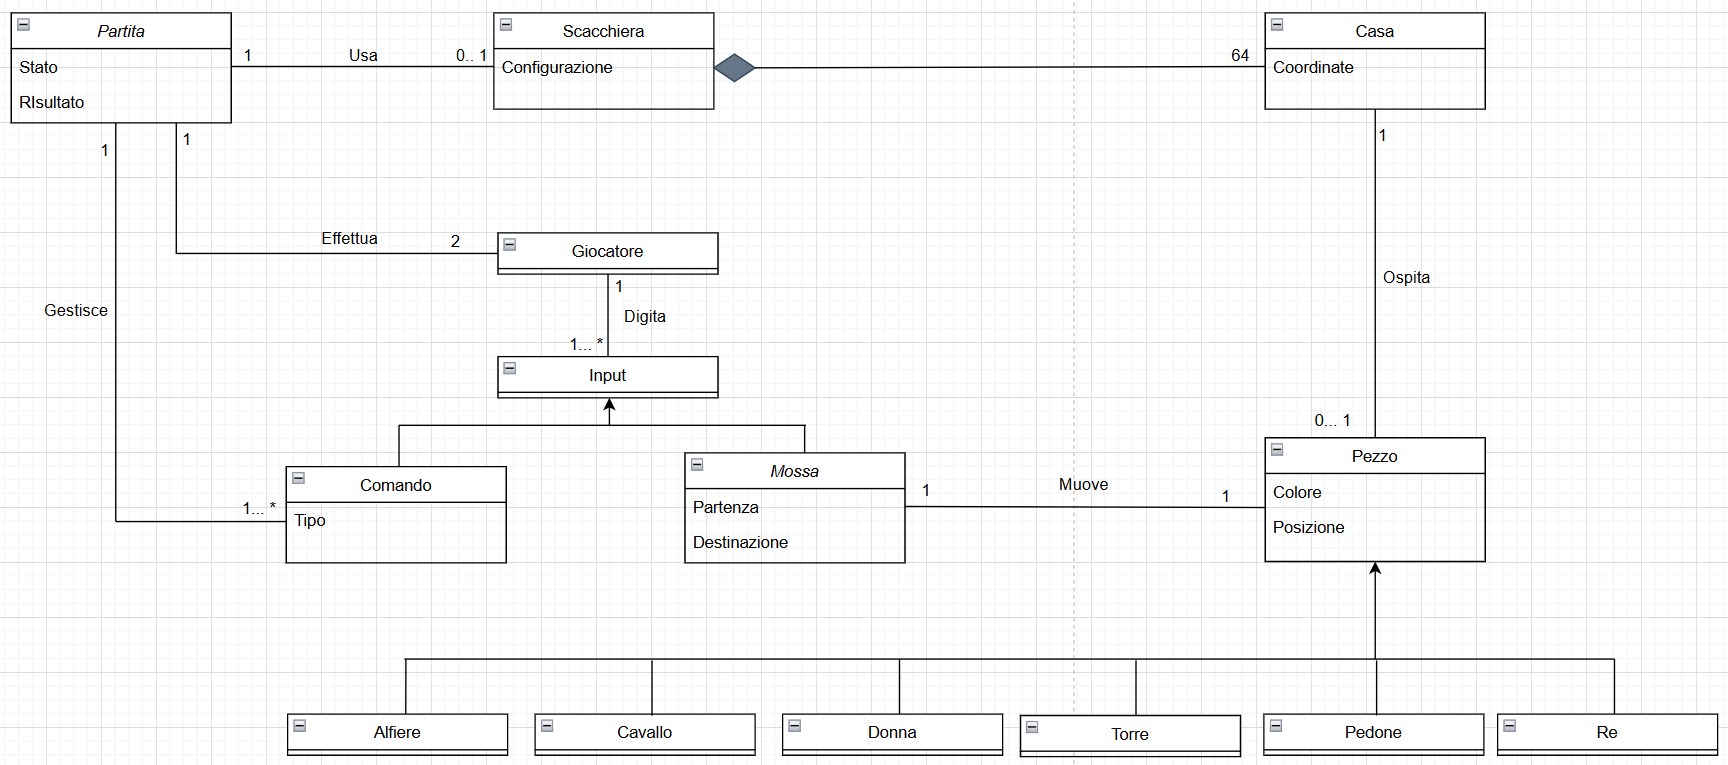 Partita
Stato
RIsultato
1
Usa
0.. 1
Scacchiera
Configurazione
64
Casa
Coordinate
1
1
1
Effettua
2
Giocatore
Gestisce
1
Digita
1... *
Input
Ospita
0... 1
Comando
Tipo
1... *
Mossa
Partenza
Destinazione
1
Muove
1
Pezzo
Colore
Posizione
Alfiere
Cavallo
Donna
Torre
Pedone
Re